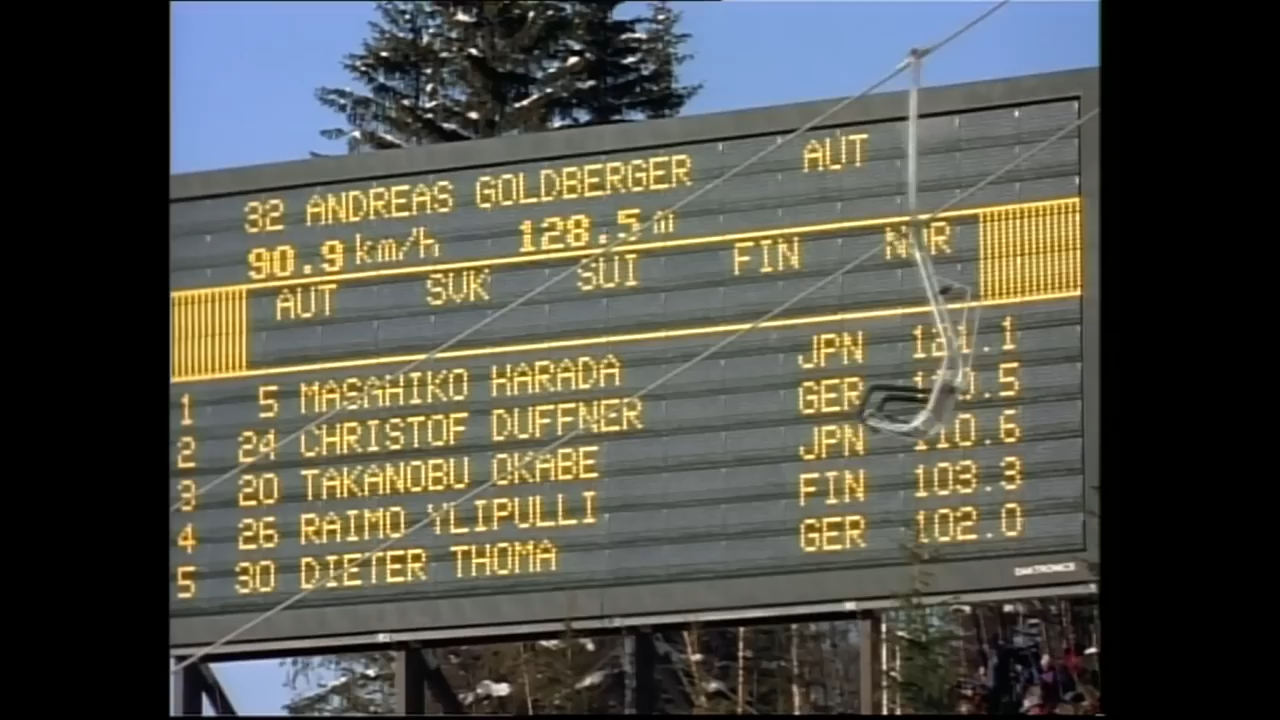 32 ANDREAS GOLDBERGER AUT
90.9 km/h 128.5 m
AUT SVK SUI FIN NOR
1 5 MASAHIKO HARADA JPN
2 24 CHRISTOF DUFFNER GER
3 20 TAKANOBU OKABE JPN 110.6
4 26 RAIMO YLIPULLI FIN 103.3
5 30 DIETER THOMA GER 102.0
DAKTRONICS